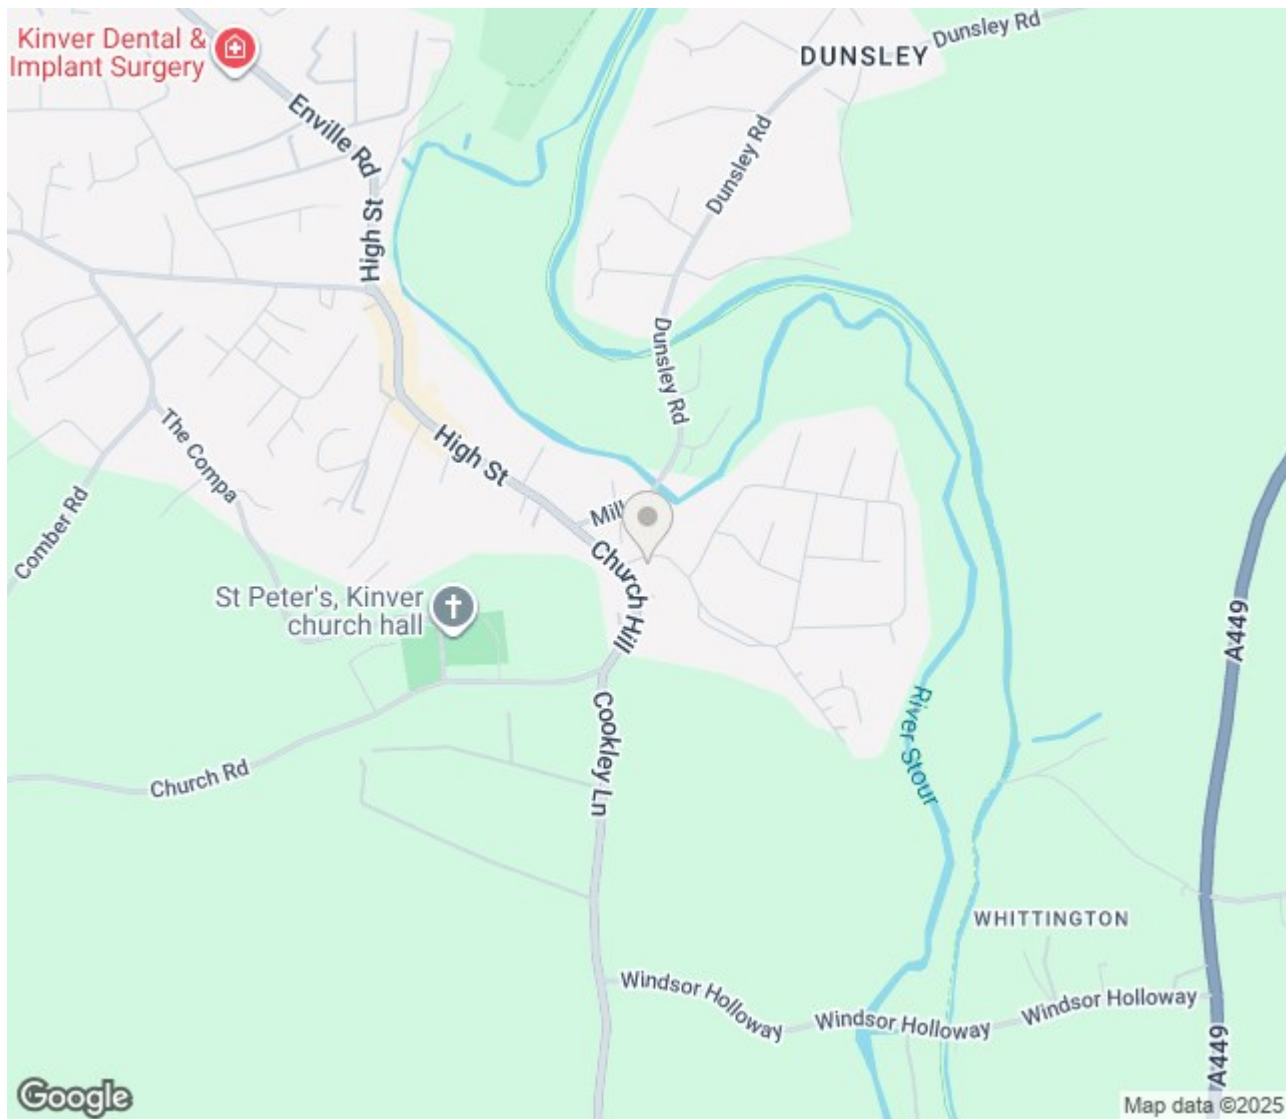 Kinver Dental &
Implant Surgery
DUNSLEY
Dunsley Rd
Enville Rd
Dunsley Rd
High St
Dunsley Rd
The Compa
High St
Comber Rd
Mill
Church Hill
St Peter's, Kinver
church hall
A449
River Stour
Cookley Ln
Church Rd
WHITTINGTON
Windsor Holloway
Windsor Holloway
Windsor Holloway
A449
Google
Map data ©2025